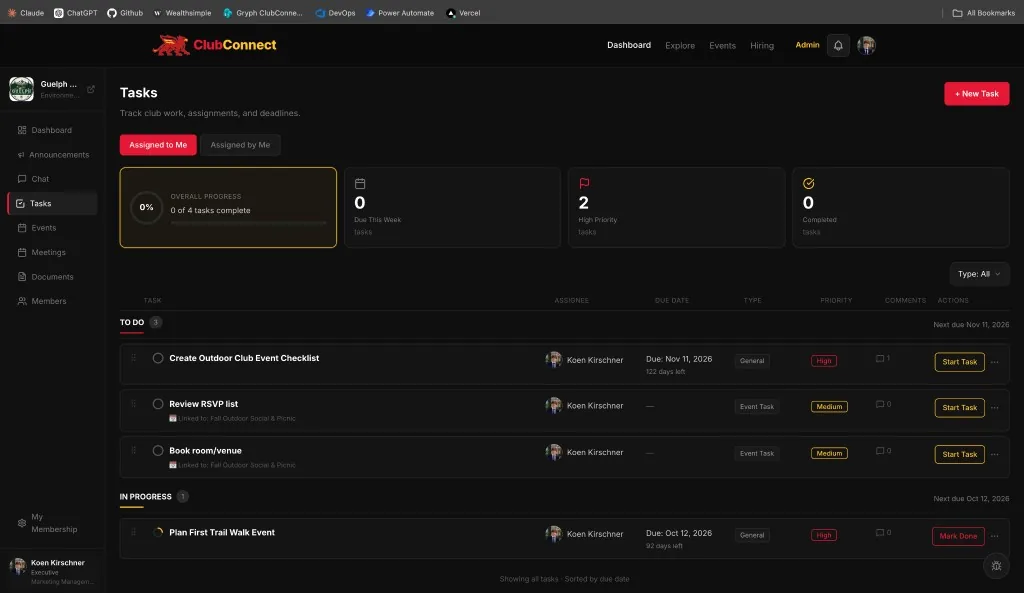 Claude ChatGPT Github Wealthsimple Gryph ClubConne... DevOps Power Automate Vercel All Bookmarks
ClubConnect Dashboard Explore Events Hiring Admin
Guelph ...
Environme...
Dashboard
Announcements
Chat
Tasks
Events
Meetings
Documents
Members
My
Membership
Koen Kirschner
Executive
Marketing Managem...
Tasks
+ New Task
Track club work, assignments, and deadlines.
Assigned to Me Assigned by Me
0%
OVERALL PROGRESS
0 of 4 tasks complete
0
Due This Week
tasks
2
High Priority
tasks
0
Completed
tasks
Type: All
TASK ASSIGNEE DUE DATE TYPE PRIORITY COMMENTS ACTIONS
TO DO 3 Next due Nov 11, 2026
Create Outdoor Club Event Checklist Koen Kirschner Due: Nov 11, 2026 General High 1 Start Task ...
122 days left
Review RSVP list Koen Kirschner — Event Task Medium 0 Start Task ...
Linked to: Fall Outdoor Social & Picnic
Book room/venue Koen Kirschner — Event Task Medium 0 Start Task ...
Linked to: Fall Outdoor Social & Picnic
IN PROGRESS 1 Next due Oct 12, 2026
Plan First Trail Walk Event Koen Kirschner Due: Oct 12, 2026 General High 0 Mark Done ...
92 days left
Showing all tasks · Sorted by due date